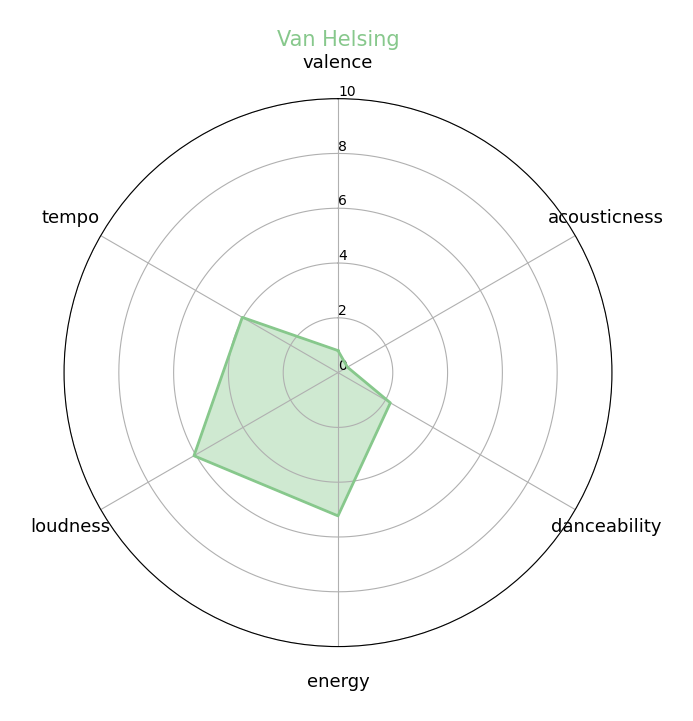 Van Helsing
valence
10
8
tempo
acousticness
6
4
2
0
loudness
danceability
energy